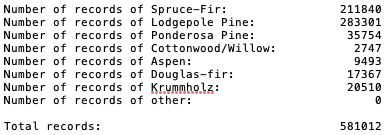 Number of records of Spruce-Fir: 211840
Number of records of Lodgepole Pine: 283301
Number of records of Ponderosa Pine: 35754
Number of records of Cottonwood/Willow: 2747
Number of records of Aspen: 9493
Number of records of Douglas-fir: 17367
Number of records of Krummholz: 20510
Number of records of other: 0
Total records: 581012